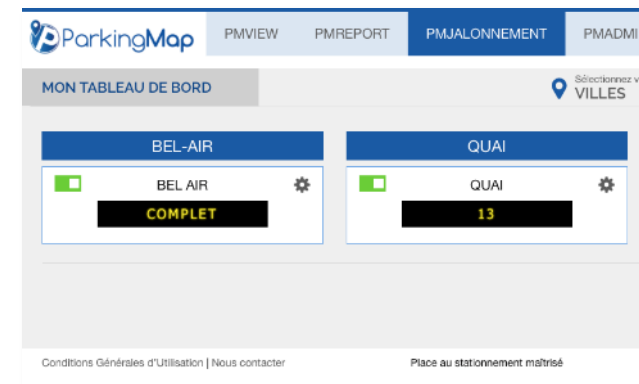 ParkingMap PMVIEW PMREPORT PMJALONNEMENT PMADMI
MON TABLEAU DE BORD
Sélectionnez v
VILLES
BEL-AIR QUAI
BEL AIR QUAI
COMPLET 13
Conditions Générales d'Utilisation | Nous contacter Place au stationnement maîtrisé